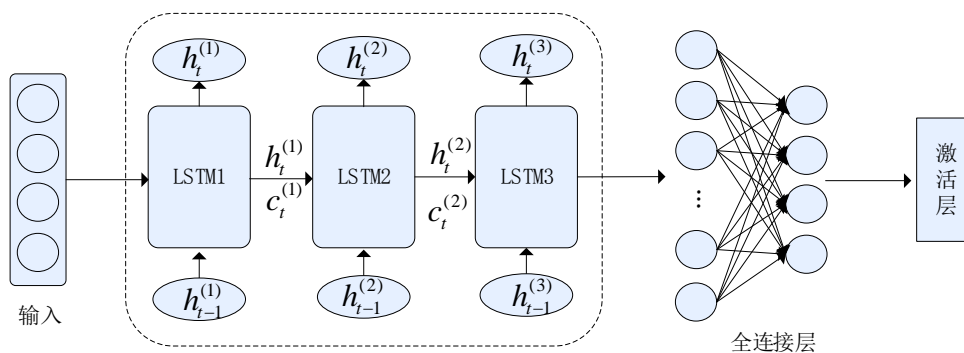 h_t^{(1)} h_t^{(2)} h_t^{(3)}
LSTM1 h_t^{(1)} c_t^{(1)} LSTM2 h_t^{(2)} c_t^{(2)} LSTM3
h_{t-1}^{(1)} h_{t-1}^{(2)} h_{t-1}^{(3)}
输入
...
全连接层
激活层